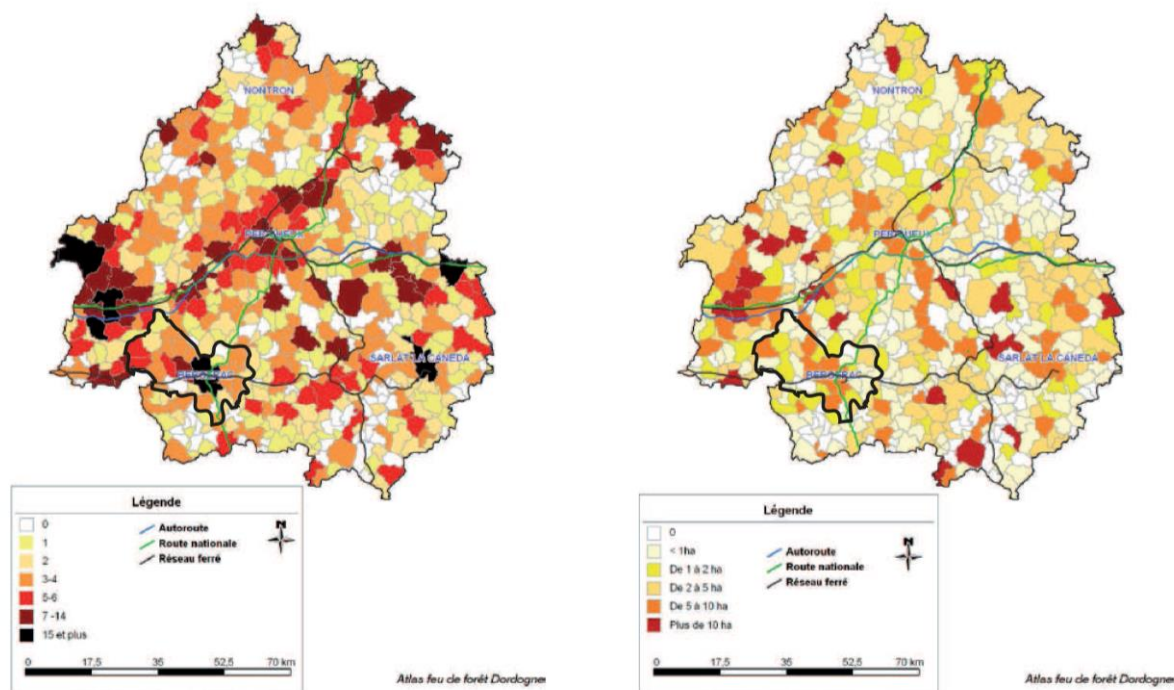 NONTRON
PERIGUEUX
SARLAT LA CANEDA
BERGERAC
Légende
0
1
2
3-4
5-6
7 -14
15 et plus
Autoroute
Route nationale
Réseau ferré
N
0 17,5 35 52,5 70 km
Atlas feu de forêt Dordogne
NONTRON
PERIGUEUX
SARLAT LA CANEDA
BERGERAC
Légende
0
< 1ha
De 1 à 2 ha
De 2 à 5 ha
De 5 à 10 ha
Plus de 10 ha
Autoroute
Route nationale
Réseau ferré
N
0 17,5 35 52,5 70 km
Atlas feu de forêt Dordogne